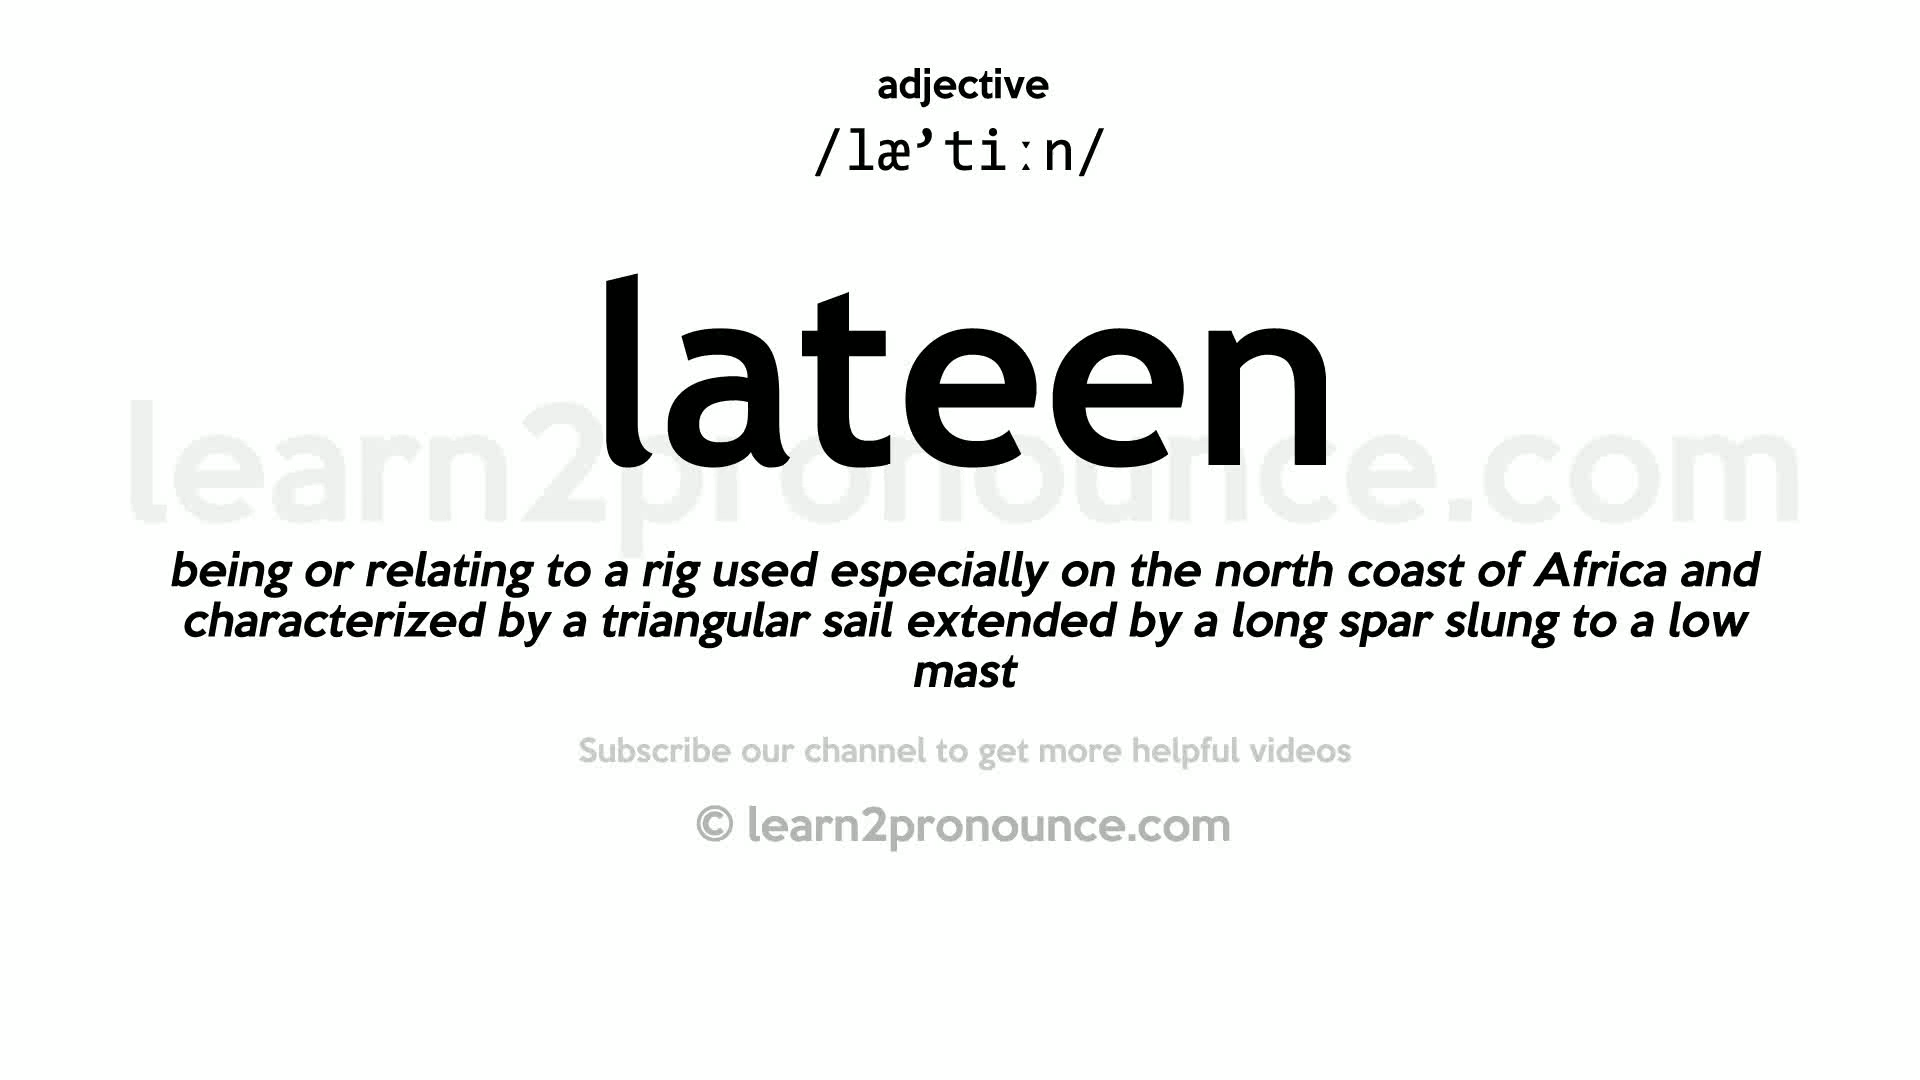 adjective
/læ’tiːn/
lateen
learn2pronounce.com
being or relating to a rig used especially on the north coast of Africa and
characterized by a triangular sail extended by a long spar slung to a low
mast
Subscribe our channel to get more helpful videos
© learn2pronounce.com